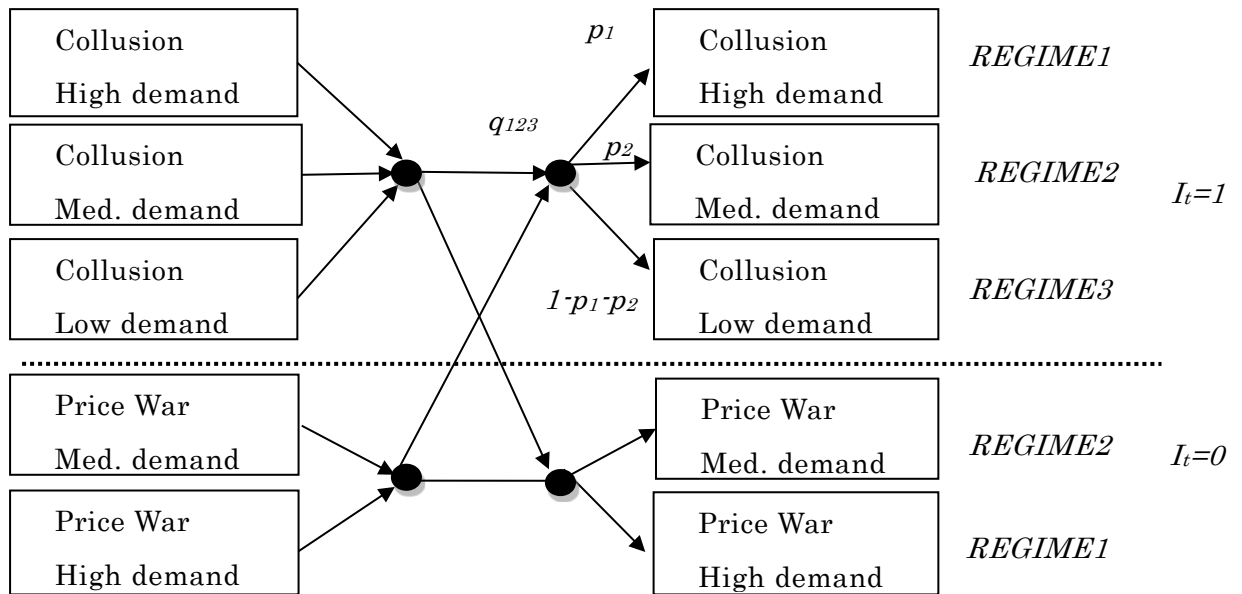 Collusion
High demand
p1
Collusion
High demand
REGIME1
Collusion
Med. demand
q123
p2
Collusion
Med. demand
REGIME2
It=1
Collusion
Low demand
1-p1-p2
Collusion
Low demand
REGIME3
Price War
Med. demand
Price War
Med. demand
REGIME2
It=0
Price War
High demand
Price War
High demand
REGIME1